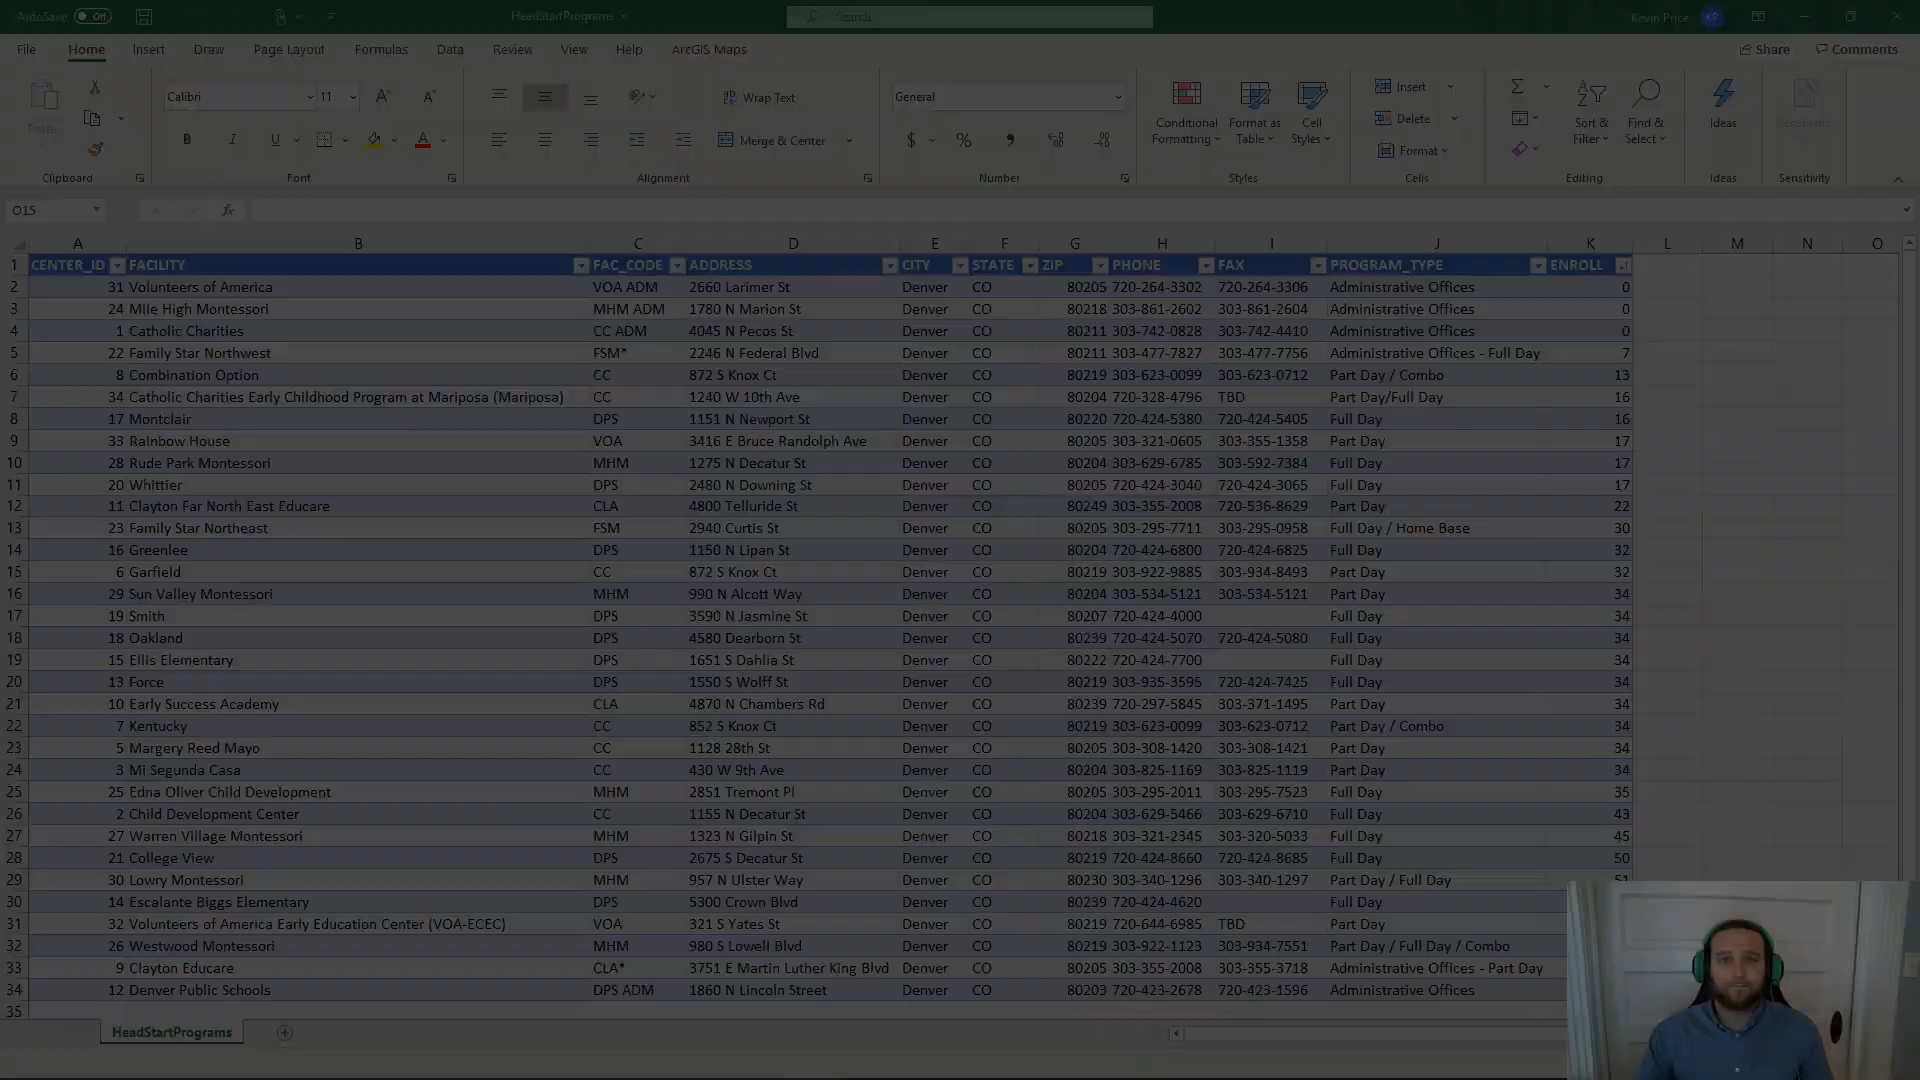 AutoSave Off HeadStartPrograms Search Kevin Price KP
File Home Insert Draw Page Layout Formulas Data Review View Help ArcGIS Maps Share Comments
Paste Calibri 11 Wrap Text General Conditional Formatting Format as Table Cell Styles Insert Sort & Filter Find & Select Ideas Sensitivity
B I U Merge & Center $ % Delete
Format
Clipboard Font Alignment Number Styles Cells Editing Ideas Sensitivity
O15 fx
A B C D E F G H I J K L M N O
1 CENTER_ID FACILITY FAC_CODE ADDRESS CITY STATE ZIP PHONE FAX PROGRAM_TYPE ENROLL
2 31 Volunteers of America VOA ADM 2660 Larimer St Denver CO 80205 720-264-3302 720-264-3306 Administrative Offices 0
3 24 Mile High Montessori MHM ADM 1780 N Marion St Denver CO 80218 303-861-2602 303-861-2604 Administrative Offices 0
4 1 Catholic Charities CC ADM 4045 N Pecos St Denver CO 80211 303-742-0828 303-742-4410 Administrative Offices 0
5 22 Family Star Northwest FSM* 2246 N Federal Blvd Denver CO 80211 303-477-7827 303-477-7756 Administrative Offices - Full Day 7
6 8 Combination Option CC 872 S Knox Ct Denver CO 80219 303-623-0099 303-623-0712 Part Day / Combo 13
7 34 Catholic Charities Early Childhood Program at Mariposa (Mariposa) CC 1240 W 10th Ave Denver CO 80204 720-328-4796 TBD Part Day/Full Day 16
8 17 Montclair DPS 1151 N Newport St Denver CO 80220 720-424-5380 720-424-5405 Full Day 16
9 33 Rainbow House VOA 3416 E Bruce Randolph Ave Denver CO 80205 303-321-0605 303-355-1358 Part Day 17
10 28 Rude Park Montessori MHM 1275 N Decatur St Denver CO 80204 303-629-6785 303-592-7384 Full Day 17
11 20 Whittier DPS 2480 N Downing St Denver CO 80205 720-424-3040 720-424-3065 Full Day 17
12 11 Clayton Far North East Educare CLA 4800 Telluride St Denver CO 80249 303-355-2008 720-536-8629 Part Day 22
13 23 Family Star Northeast FSM 2940 Curtis St Denver CO 80205 303-295-7711 303-295-0958 Full Day / Home Base 30
14 16 Greenlee DPS 1150 N Lipan St Denver CO 80204 720-424-6800 720-424-6825 Full Day 32
15 6 Garfield CC 872 S Knox Ct Denver CO 80219 303-922-9885 303-934-8493 Part Day 32
16 29 Sun Valley Montessori MHM 990 N Alcott Way Denver CO 80204 303-534-5121 303-534-5121 Part Day 34
17 19 Smith DPS 3590 N Jasmine St Denver CO 80207 720-424-4000 Full Day 34
18 18 Oakland DPS 4580 Dearborn St Denver CO 80239 720-424-5070 720-424-5080 Full Day 34
19 15 Ellis Elementary DPS 1651 S Dahlia St Denver CO 80222 720-424-7700 Full Day 34
20 13 Force DPS 1550 S Wolff St Denver CO 80219 303-935-3595 720-424-7425 Full Day 34
21 10 Early Success Academy CLA 4870 N Chambers Rd Denver CO 80239 720-297-5845 303-371-1495 Part Day 34
22 7 Kentucky CC 852 S Knox Ct Denver CO 80219 303-623-0099 303-623-0712 Part Day / Combo 34
23 5 Margery Reed Mayo CC 1128 28th St Denver CO 80205 303-308-1420 303-308-1421 Part Day 34
24 3 Mi Segunda Casa CC 430 W 9th Ave Denver CO 80204 303-825-1169 303-825-1119 Part Day 34
25 25 Edna Oliver Child Development MHM 2851 Tremont Pl Denver CO 80205 303-295-2011 303-295-7523 Full Day 35
26 2 Child Development Center CC 1155 N Decatur St Denver CO 80204 303-629-5466 303-629-6710 Full Day 43
27 27 Warren Village Montessori MHM 1323 N Gilpin St Denver CO 80218 303-321-2345 303-320-5033 Full Day 45
28 21 College View DPS 2675 S Decatur St Denver CO 80219 720-424-8660 720-424-8685 Full Day 50
29 30 Lowry Montessori MHM 957 N Ulster Way Denver CO 80230 303-340-1296 303-340-1297 Part Day / Full Day
30 14 Escalante Biggs Elementary DPS 5300 Crown Blvd Denver CO 80239 720-424-4620 Full Day
31 32 Volunteers of America Early Education Center (VOA-ECEC) VOA 321 S Yates St Denver CO 80219 720-644-6985 TBD Part Day
32 26 Westwood Montessori MHM 980 S Lowell Blvd Denver CO 80219 303-922-1123 303-934-7551 Part Day / Full Day / Combo
33 9 Clayton Educare CLA* 3751 E Martin Luther King Blvd Denver CO 80205 303-355-2008 303-355-3718 Administrative Offices - Part Day
34 12 Denver Public Schools DPS ADM 1860 N Lincoln Street Denver CO 80203 720-423-2678 720-423-1596 Administrative Offices
35
HeadStartPrograms